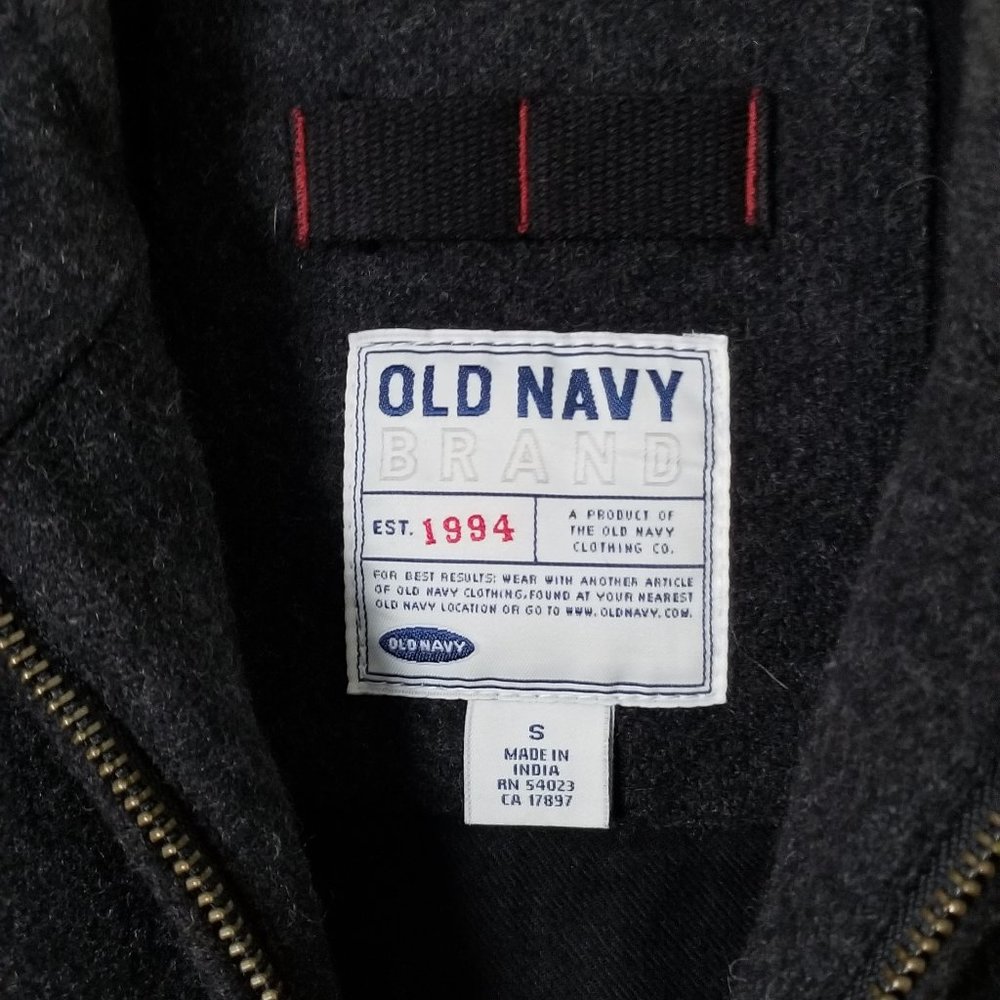 OLD NAVY
BRAND
EST. 1994
A PRODUCT OF
THE OLD NAVY
CLOTHING CO.
FOR BEST RESULTS: WEAR WITH ANOTHER ARTICLE
OF OLD NAVY CLOTHING, FOUND AT YOUR NEAREST
OLD NAVY LOCATION OR GO TO WWW.OLDNAVY.COM.
OLD NAVY
S
MADE IN
INDIA
RN 54023
CA 17897